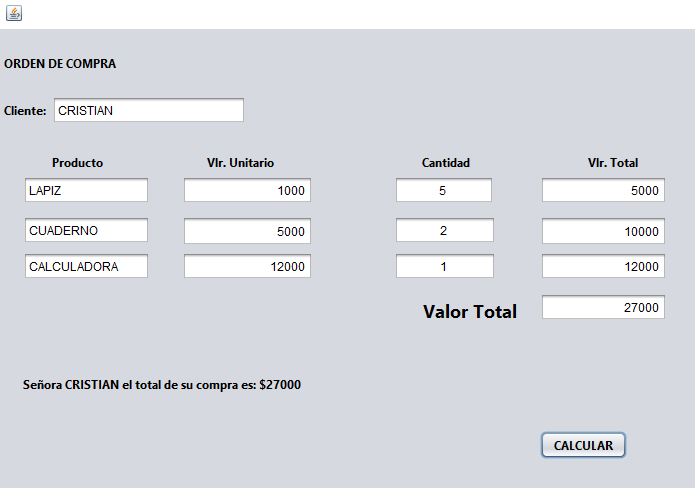 ORDEN DE COMPRA
Cliente: CRISTIAN
Producto Vlr. Unitario Cantidad Vlr. Total
LAPIZ 1000 5 5000
CUADERNO 5000 2 10000
CALCULADORA 12000 1 12000
Valor Total 27000
Señora CRISTIAN el total de su compra es: $27000
CALCULAR